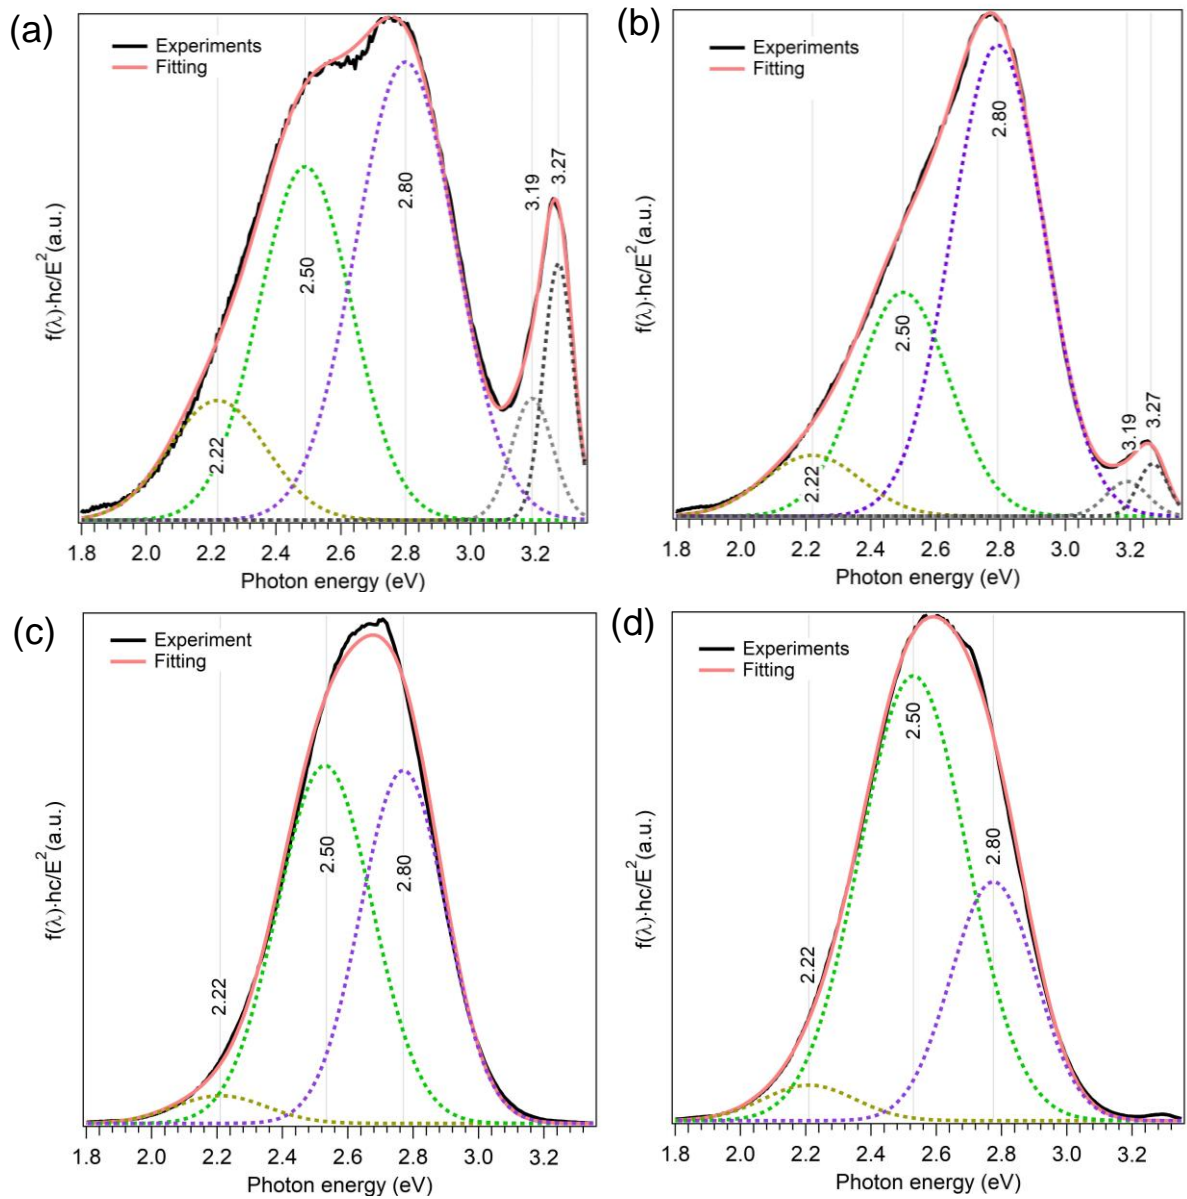 (a)
Experiments
Fitting
2.22
2.50
2.80
3.19
3.27
f(λ)·hc/E²(a.u.)
1.8 2.0 2.2 2.4 2.6 2.8 3.0 3.2
Photon energy (eV)
(b)
Experiments
Fitting
2.22
2.50
2.80
3.19
3.27
f(λ)·hc/E²(a.u.)
1.8 2.0 2.2 2.4 2.6 2.8 3.0 3.2
Photon energy (eV)
(c)
Experiment
Fitting
2.22
2.50
2.80
f(λ)·hc/E²(a.u.)
1.8 2.0 2.2 2.4 2.6 2.8 3.0 3.2
Photon energy (eV)
(d)
Experiments
Fitting
2.22
2.50
2.80
f(λ)·hc/E²(a.u.)
1.8 2.0 2.2 2.4 2.6 2.8 3.0 3.2
Photon energy (eV)